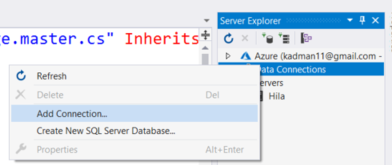 Server Explorer
ge.master.cs" Inherits
Azure (kadman11@gmail.com -
Data Connections
Refresh
Delete Del
Hila
Add Connection...
Create New SQL Server Database...
Properties Alt+Enter